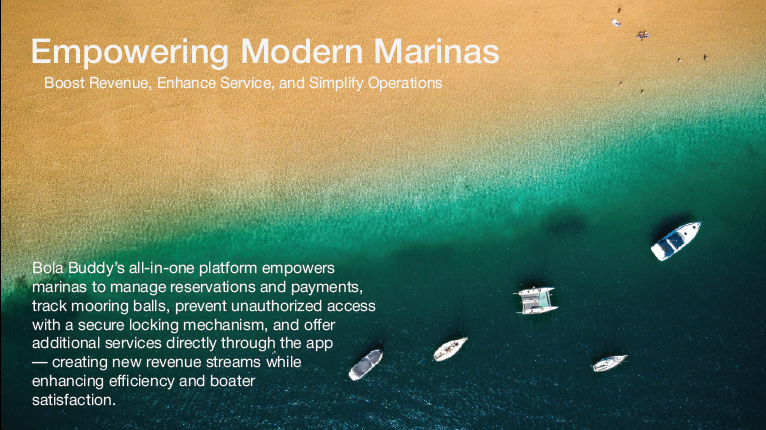 Empowering Modern Marinas
Boost Revenue, Enhance Service, and Simplify Operations
Bola Buddy’s all-in-one platform empowers
marinas to manage reservations and payments,
track mooring balls, prevent unauthorized access
with a secure locking mechanism, and offer
additional services directly through the app
— creating new revenue streams while
enhancing efficiency and boater
satisfaction.